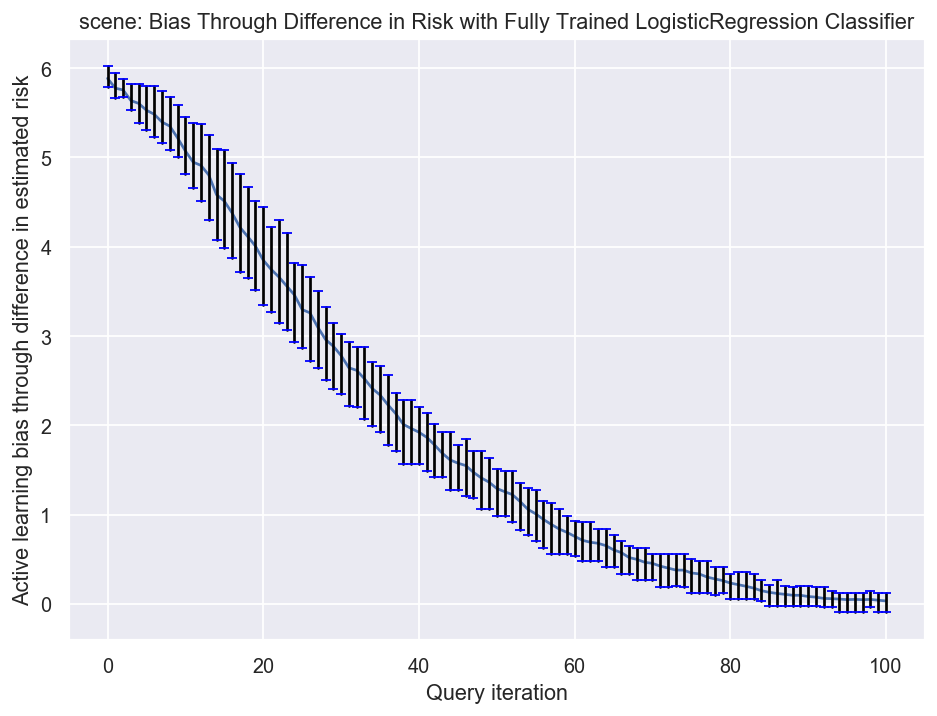 scene: Bias Through Difference in Risk with Fully Trained LogisticRegression Classifier
Active learning bias through difference in estimated risk
6
5
4
3
2
1
0
0 20 40 60 80 100
Query iteration